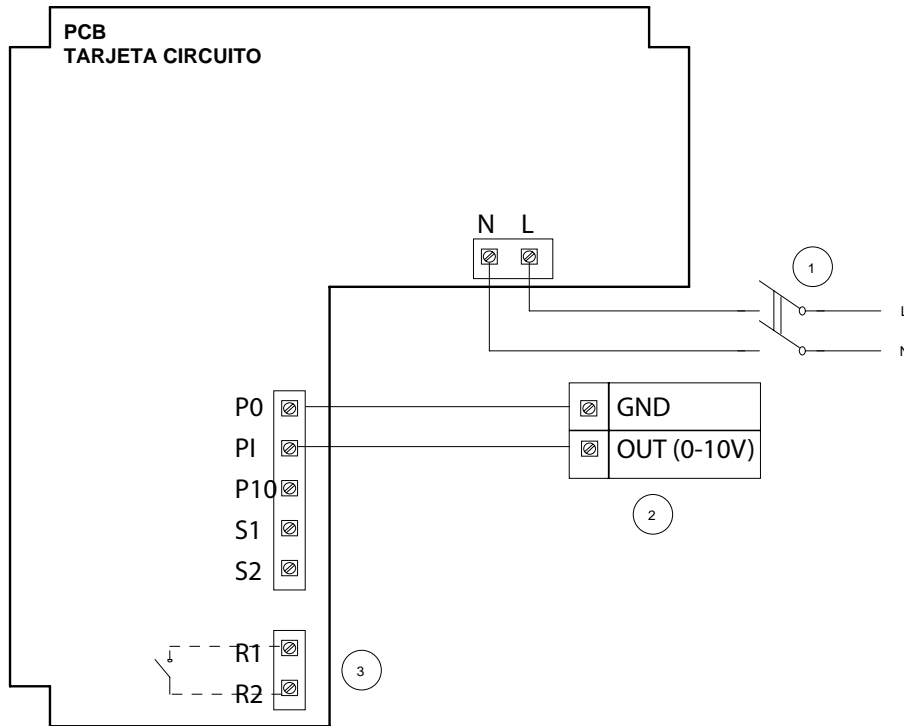 PCB
TARJETA CIRCUITO
N L
1
L
N
P0
PI
P10
S1
S2
GND
OUT (0-10V)
2
R1
R2
3